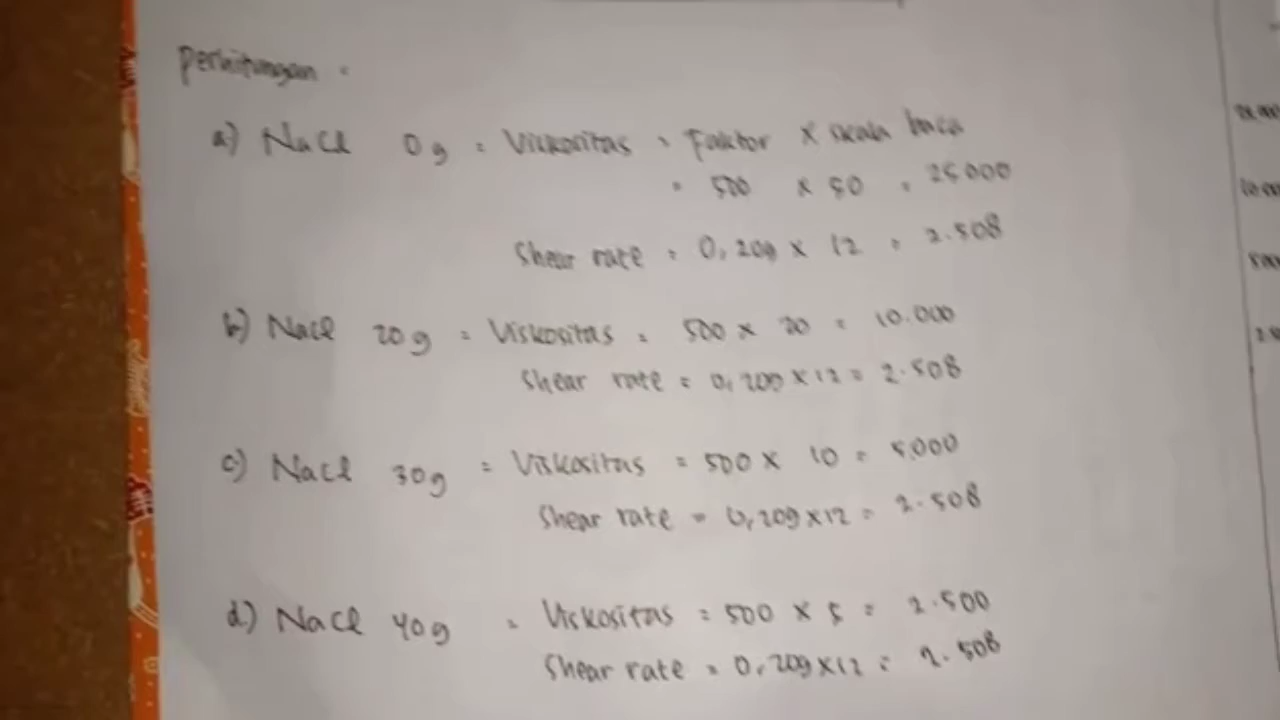 Perhitungan :
a) NaCl 0 g = Viskositas = Faktor x skala baca
= 500 x 50 = 25000
Shear rate = 0,209 x 12 = 2.508
b) NaCl 20 g = Viskositas = 500 x 20 = 10.000
Shear rate = 0,209 x 12 = 2.508
c) NaCl 30 g = Viskositas = 500 x 10 = 5.000
Shear rate = 0,209 x 12 = 2.508
d) NaCl 40 g = Viskositas = 500 x 5 = 2.500
Shear rate = 0,209 x 12 = 2.508